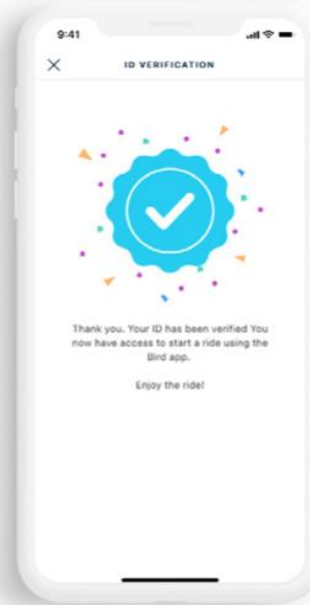 9:41
ID VERIFICATION
Thank you. Your ID has been verified You
now have access to start a ride using the
Bird app.
Enjoy the ride!